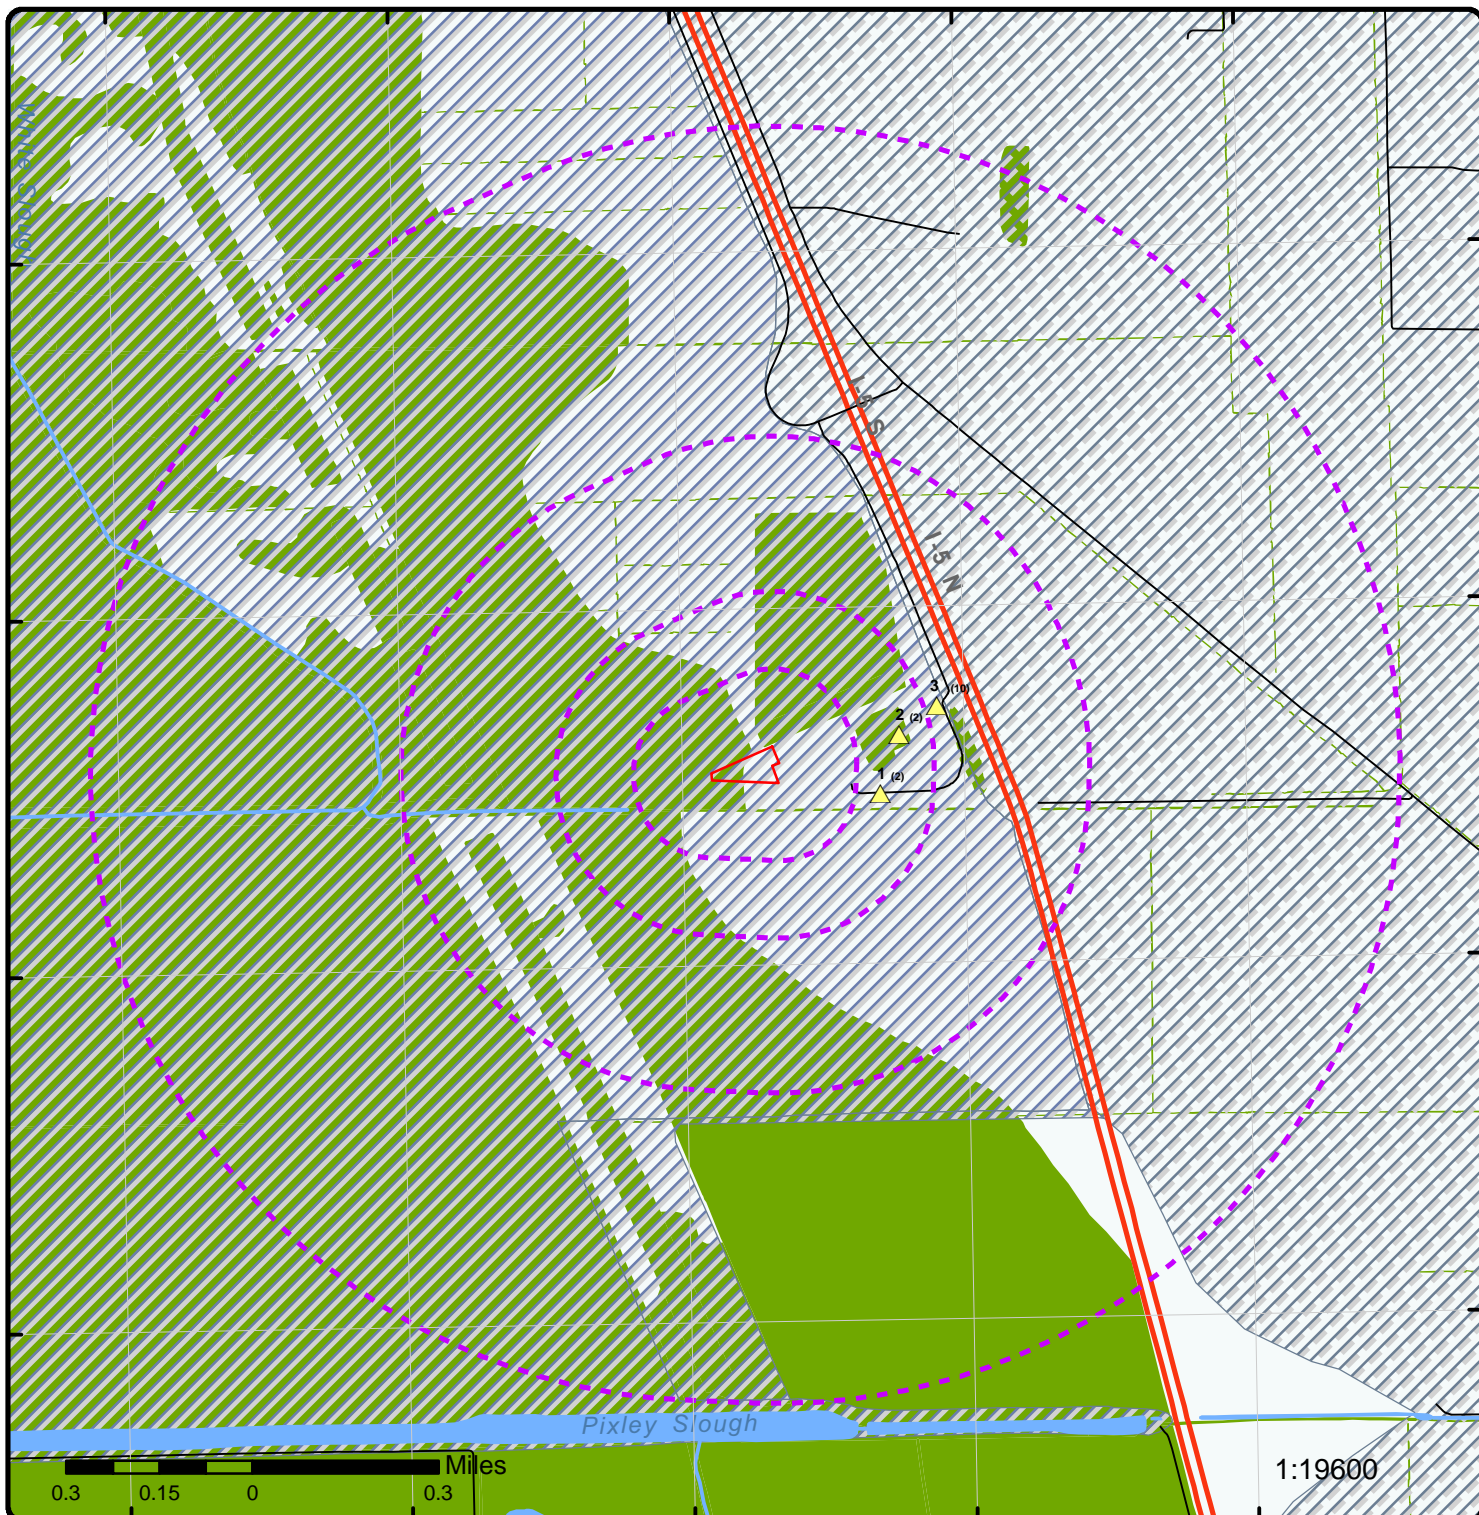 White Slough
I-5 S
I-5 N
3 (10)
2 (2)
1 (2)
Pixley Slough
Miles
0.3 0.15 0 0.3
1:19600